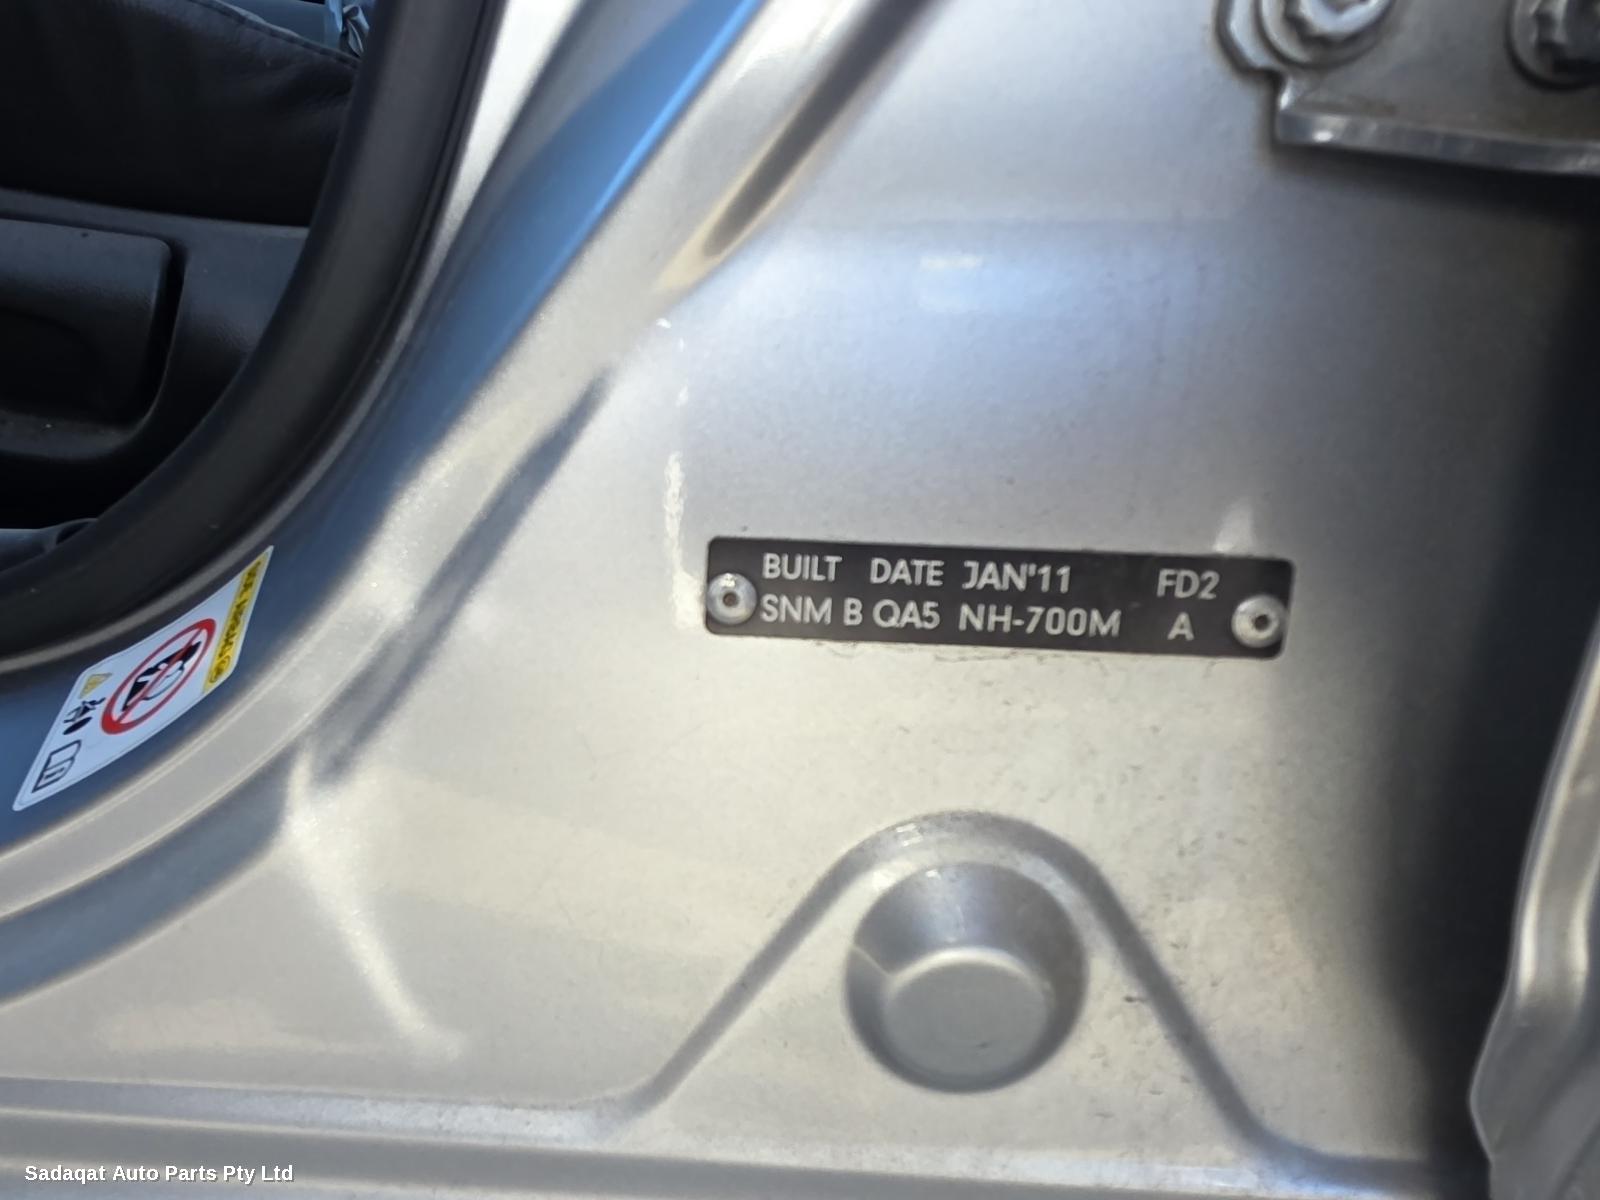 BUILT DATE JAN'11 FD2
SNM B QA5 NH-700M A
Sadaqat Auto Parts Pty Ltd